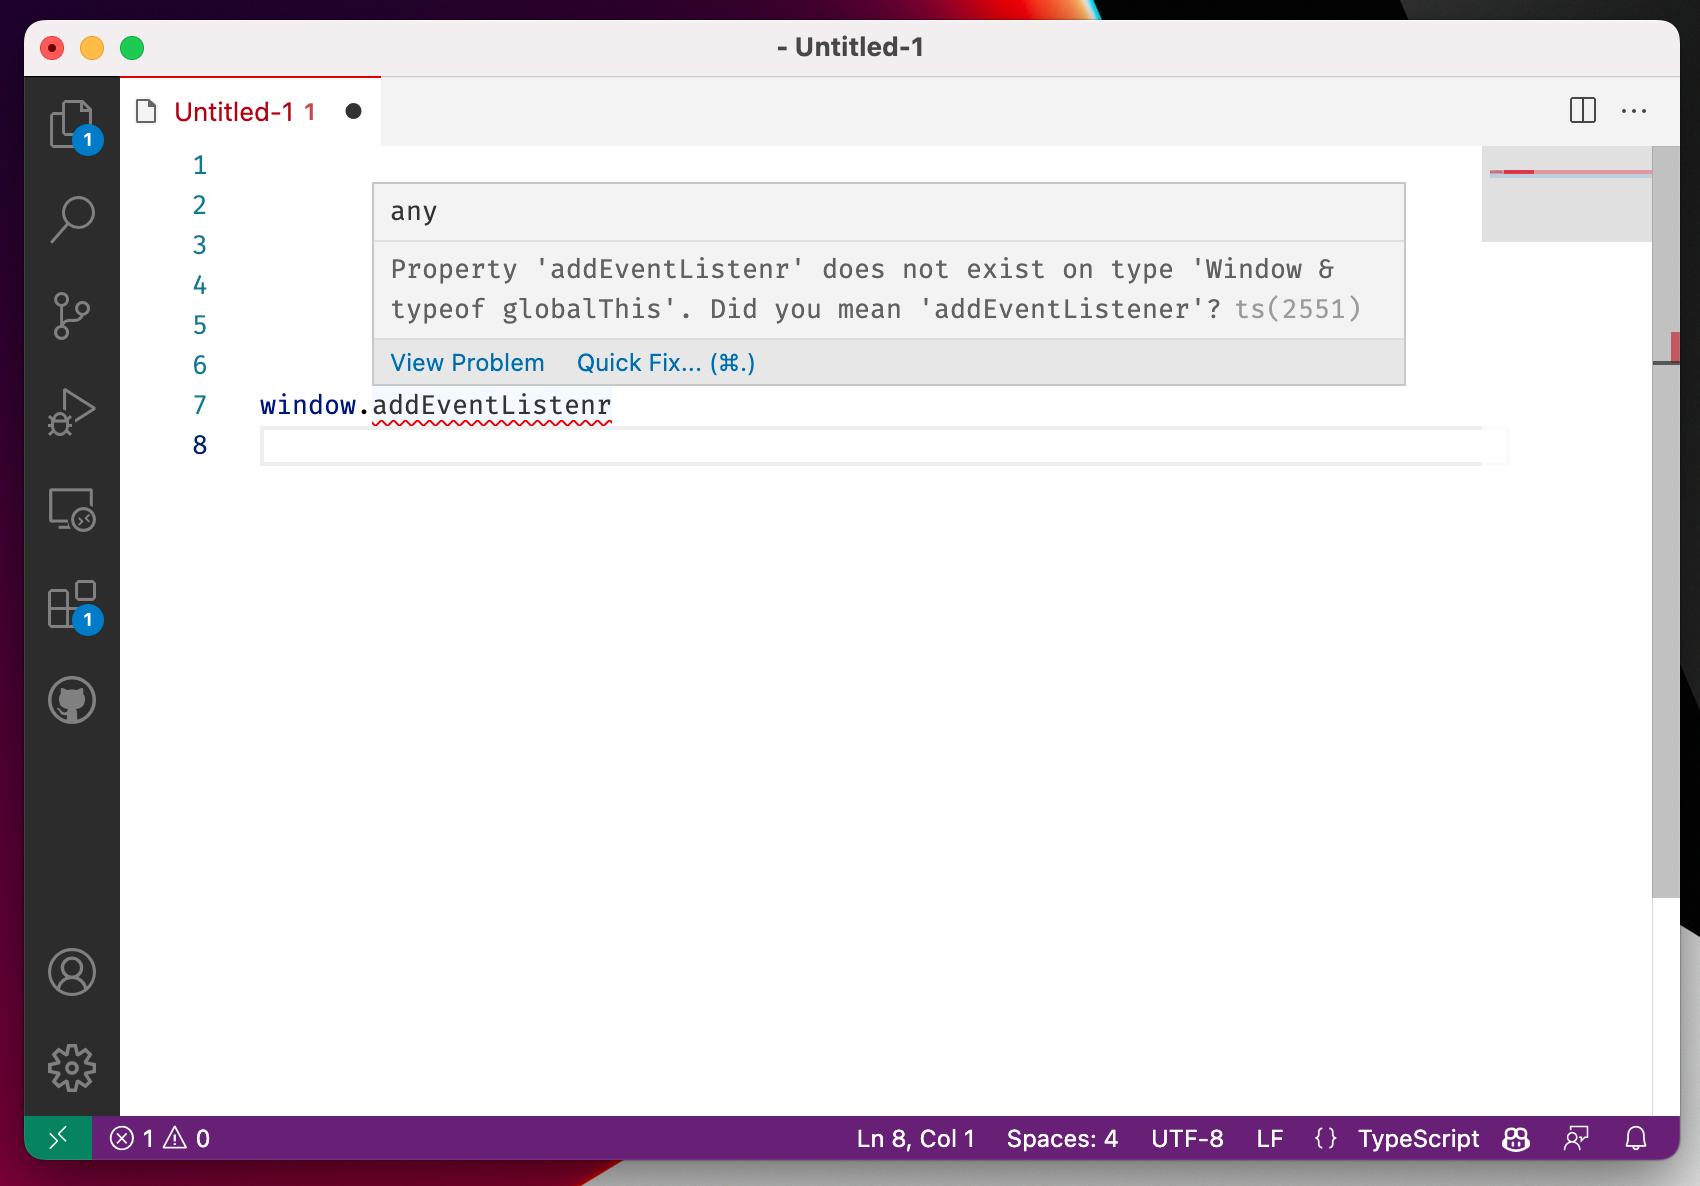 - Untitled-1
Untitled-1 1
1
1
2
3
4
5
6
7
8
any
Property 'addEventListenr' does not exist on type 'Window &
typeof globalThis'. Did you mean 'addEventListener'? ts(2551)
View Problem Quick Fix... (⌘.)
window.addEventListenr
1
1 0
Ln 8, Col 1 Spaces: 4 UTF-8 LF {} TypeScript